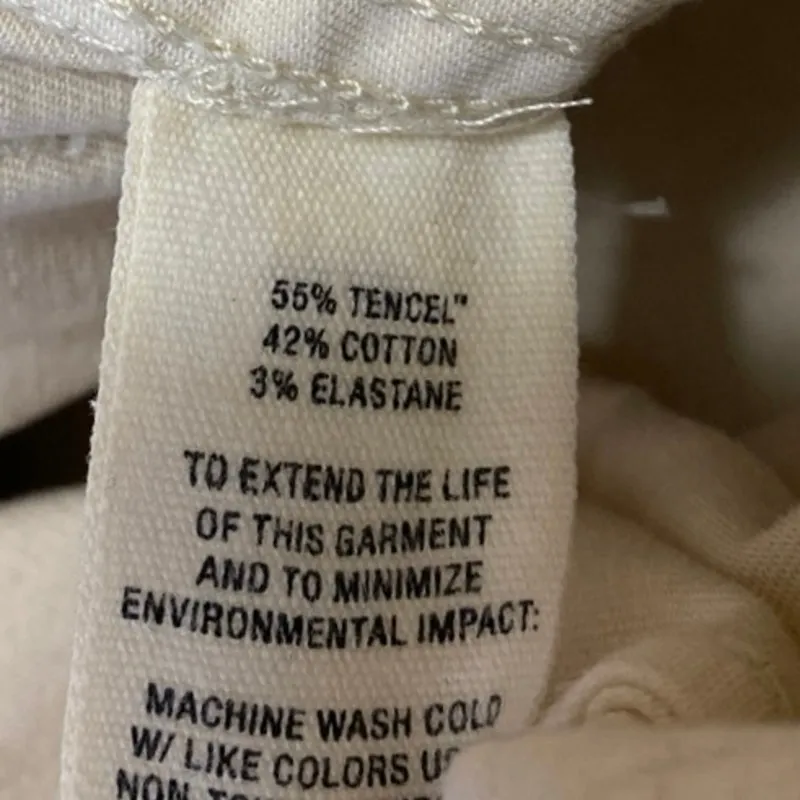 55% TENCEL™
42% COTTON
3% ELASTANE
TO EXTEND THE LIFE
OF THIS GARMENT
AND TO MINIMIZE
ENVIRONMENTAL IMPACT:
MACHINE WASH COLD
W/ LIKE COLORS